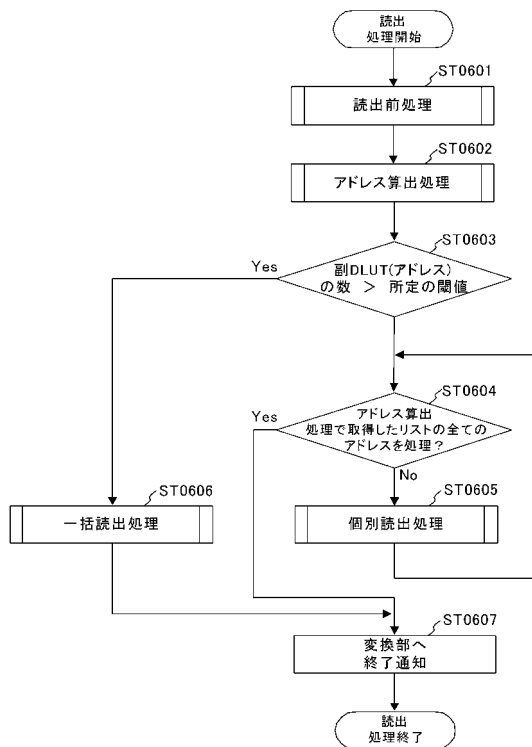 読出
処理開始
ST0601
読出前処理
ST0602
アドレス算出処理
ST0603
Yes
副DLUT(アドレス)
の数 > 所定の閾値
ST0604
Yes
アドレス算出
処理で取得したリストの全ての
アドレスを処理?
No
ST0606
一括読出処理
ST0605
個別読出処理
ST0607
変換部へ
終了通知
読出
処理終了